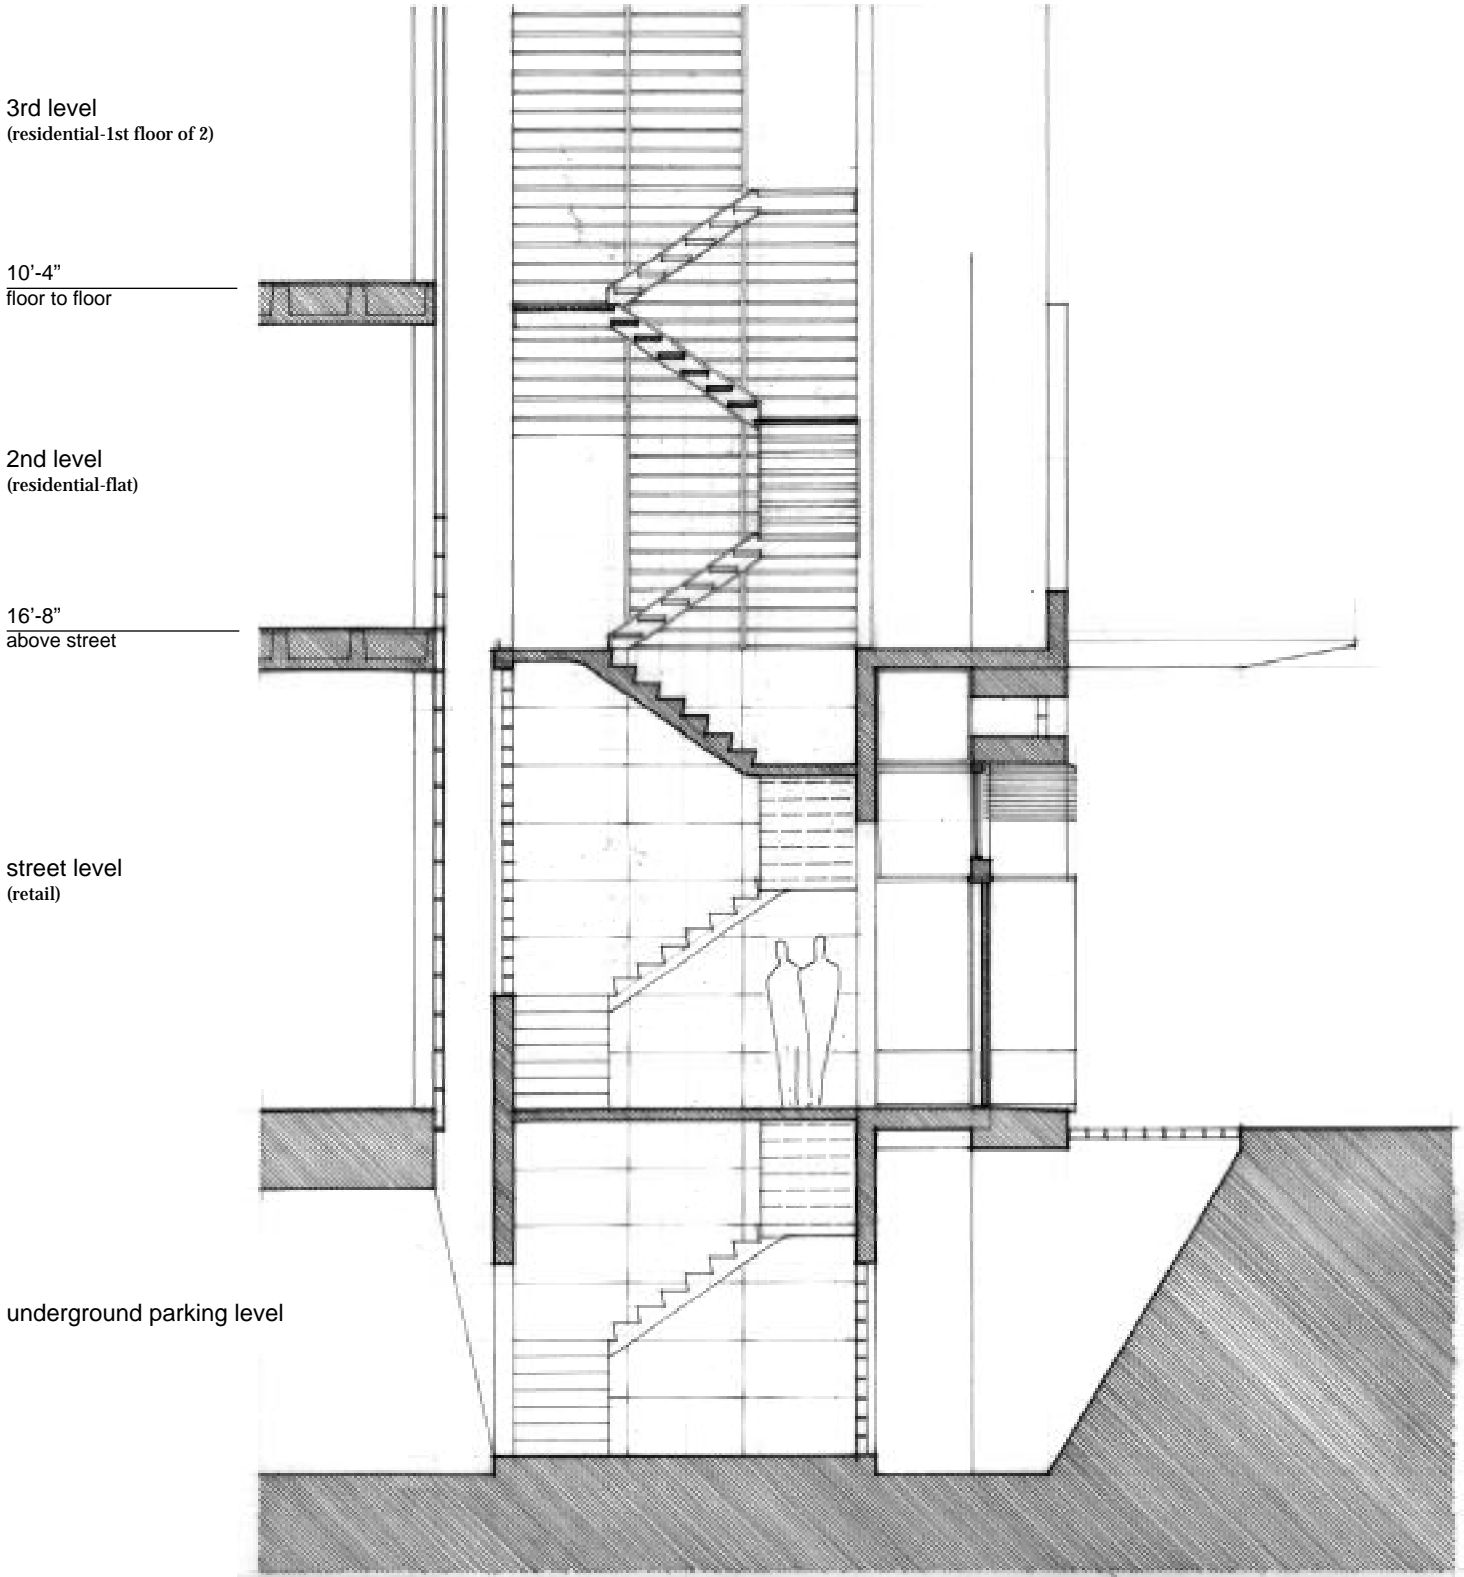 3rd level
(residential-1st floor of 2)
10’-4”
floor to floor
2nd level
(residential-flat)
16’-8”
above street
street level
(retail)
underground parking level